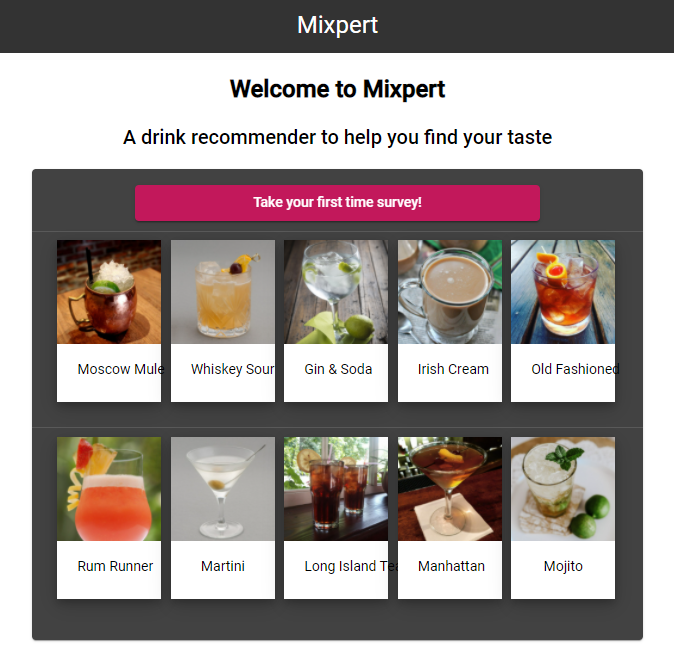 Mixpert
Welcome to Mixpert
A drink recommender to help you find your taste
Take your first time survey!
Moscow Mule
Whiskey Sour
Gin & Soda
Irish Cream
Old Fashioned
Rum Runner
Martini
Long Island Tea
Manhattan
Mojito